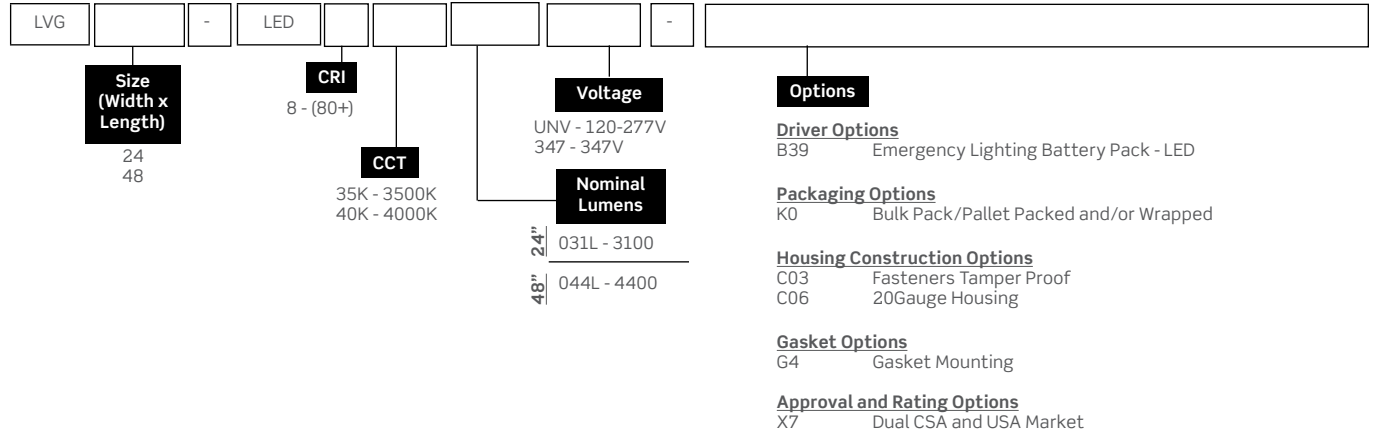 LVG - LED -
Size
(Width x
Length)
24
48
CRI
8 - (80+)
CCT
35K - 3500K
40K - 4000K
Voltage
UNV - 120-277V
347 - 347V
Nominal
Lumens
24" 031L - 3100
48" 044L - 4400
Options
Driver Options
B39 Emergency Lighting Battery Pack - LED
Packaging Options
K0 Bulk Pack/Pallet Packed and/or Wrapped
Housing Construction Options
C03 Fasteners Tamper Proof
C06 20Gauge Housing
Gasket Options
G4 Gasket Mounting
Approval and Rating Options
X7 Dual CSA and USA Market